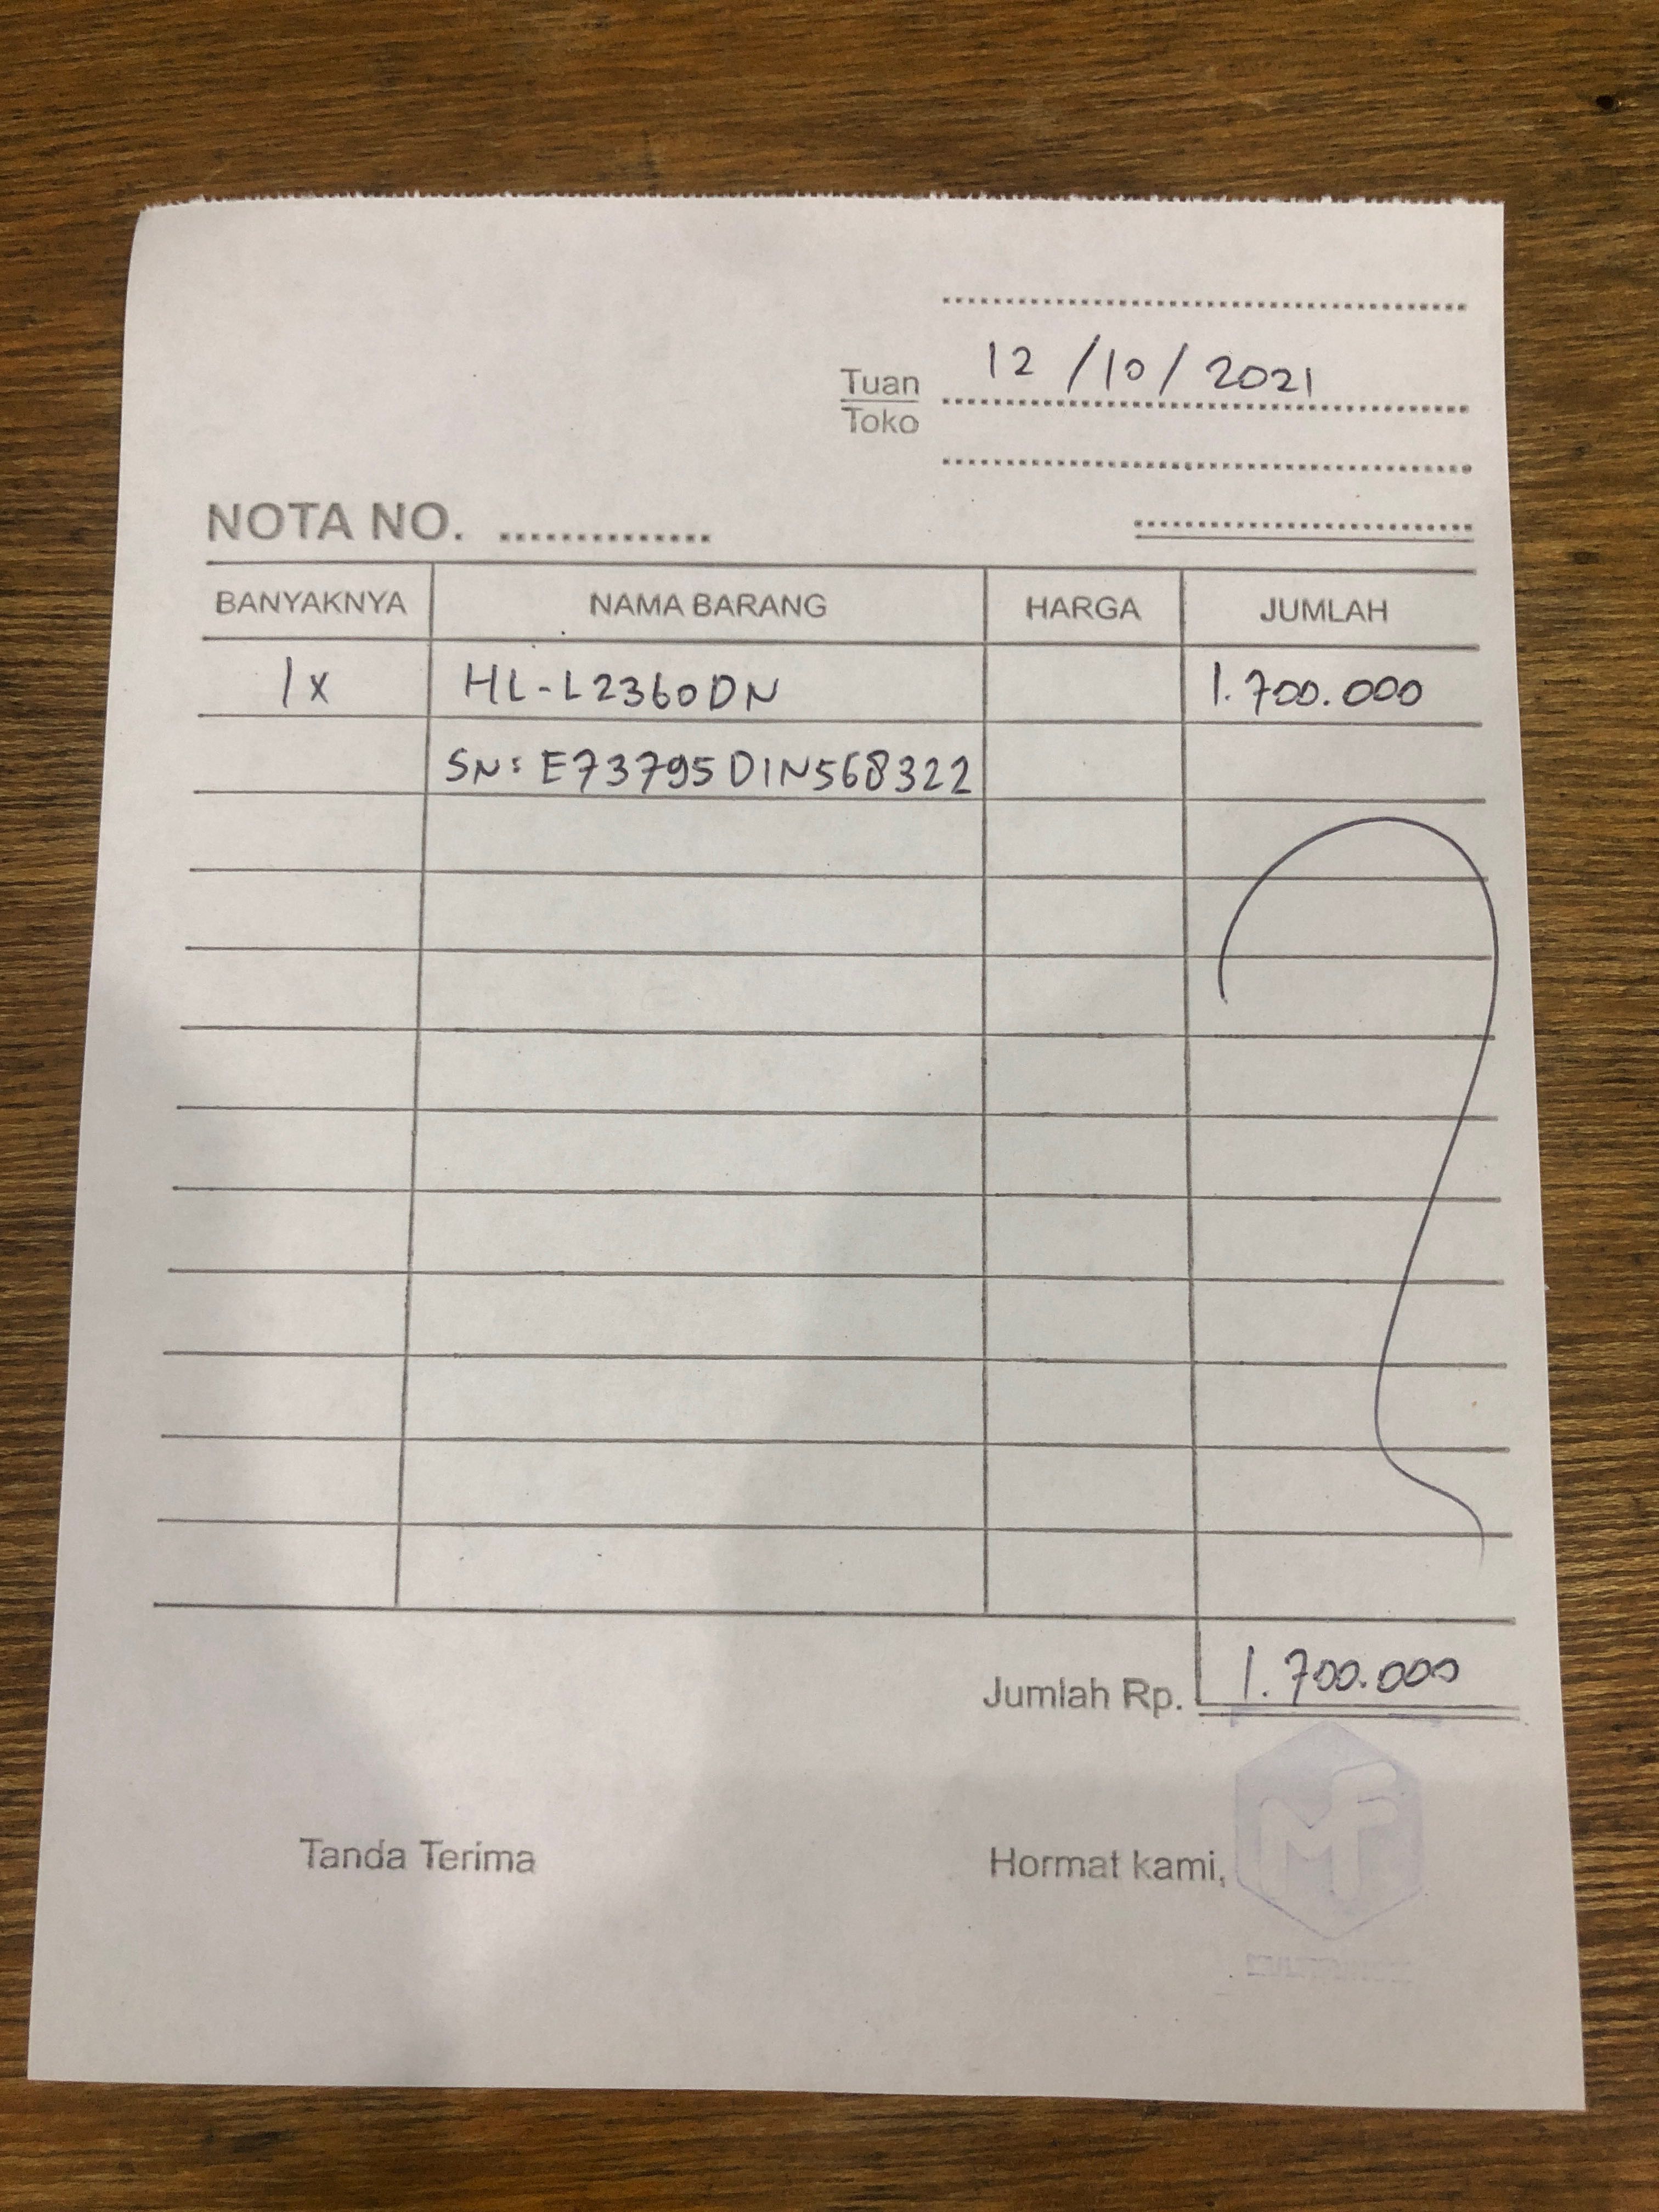 12/10/2021
Tuan
Toko
NOTA NO. ..............
BANYAKNYA NAMA BARANG HARGA JUMLAH
1x HL-L2360DN 1.700.000
SN: E73795D1N568322
Jumlah Rp. 1.700.000
Tanda Terima Hormat kami,
MF